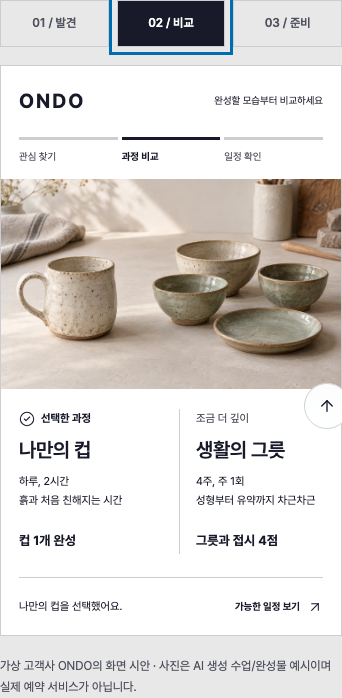 01 / 발견
02 / 비교
03 / 준비
ONDO
완성할 모습부터 비교하세요
관심 찾기
과정 비교
일정 확인
선택한 과정
나만의 컵
하루, 2시간
흙과 처음 친해지는 시간
컵 1개 완성
조금 더 깊이
생활의 그릇
4주, 주 1회
성형부터 유약까지 차근차근
그릇과 접시 4점
나만의 컵을 선택했어요.
가능한 일정 보기
가상 고객사 ONDO의 화면 시안 · 사진은 AI 생성 수업/완성물 예시이며
실제 예약 서비스가 아닙니다.